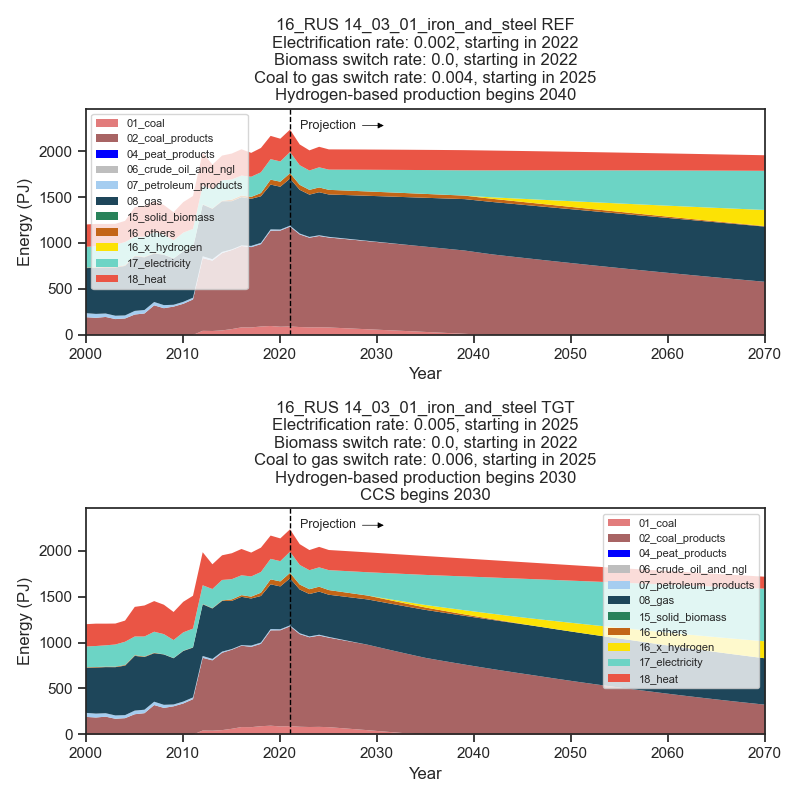 16_RUS 14_03_01_iron_and_steel REF
Electrification rate: 0.002, starting in 2022
Biomass switch rate: 0.0, starting in 2022
Coal to gas switch rate: 0.004, starting in 2025
Hydrogen-based production begins 2040
Projection
01_coal
02_coal_products
04_peat_products
06_crude_oil_and_ngl
07_petroleum_products
08_gas
15_solid_biomass
16_others
16_x_hydrogen
17_electricity
18_heat
Energy (PJ)
2000
1500
1000
500
0
2000 2010 2020 2030 2040 2050 2060 2070
Year
16_RUS 14_03_01_iron_and_steel TGT
Electrification rate: 0.005, starting in 2025
Biomass switch rate: 0.0, starting in 2022
Coal to gas switch rate: 0.006, starting in 2025
Hydrogen-based production begins 2030
CCS begins 2030
Projection
01_coal
02_coal_products
04_peat_products
06_crude_oil_and_ngl
07_petroleum_products
08_gas
15_solid_biomass
16_others
16_x_hydrogen
17_electricity
18_heat
Energy (PJ)
2000
1500
1000
500
0
2000 2010 2020 2030 2040 2050 2060 2070
Year